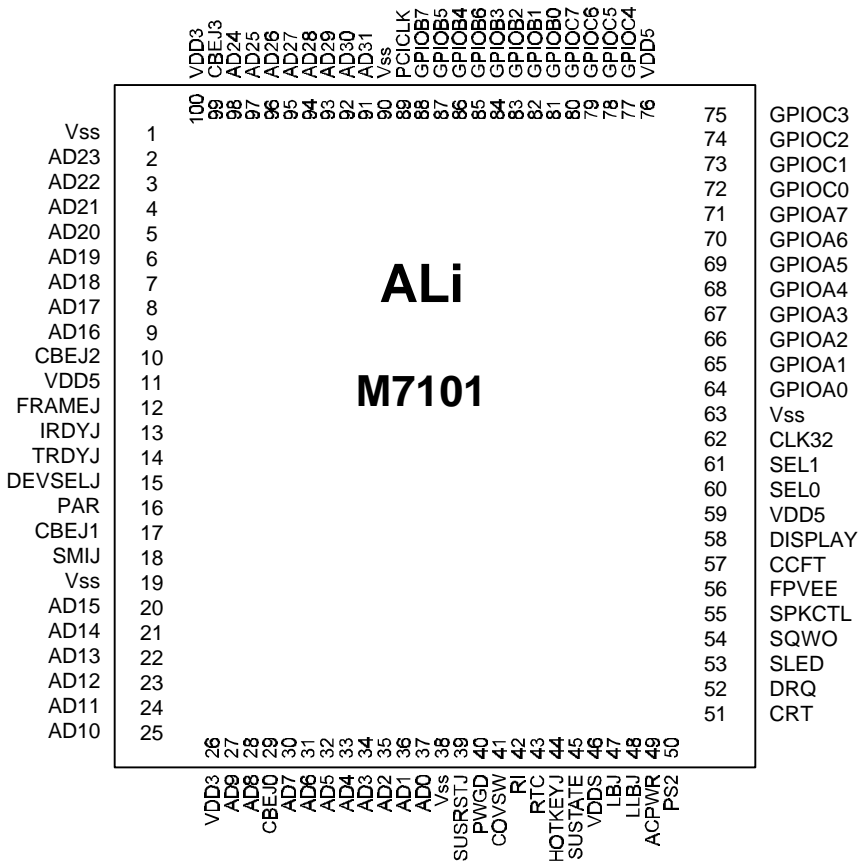 VDD3 100
CBEJ3 99
AD24 98
AD25 97
AD26 96
AD27 95
AD28 94
AD29 93
AD30 92
AD31 91
Vss 90
PCICLK 89
GPIOB7 88
GPIOB5 87
GPIOB4 86
GPIOB6 85
GPIOB3 84
GPIOB2 83
GPIOB1 82
GPIOB0 81
GPIOC7 80
GPIOC6 79
GPIOC5 78
GPIOC4 77
VDD5 76
Vss 1
AD23 2
AD22 3
AD21 4
AD20 5
AD19 6
AD18 7
AD17 8
AD16 9
CBEJ2 10
VDD5 11
FRAMEJ 12
IRDYJ 13
TRDYJ 14
DEVSELJ 15
PAR 16
CBEJ1 17
SMIJ 18
Vss 19
AD15 20
AD14 21
AD13 22
AD12 23
AD11 24
AD10 25
ALi
M7101
75 GPIOC3
74 GPIOC2
73 GPIOC1
72 GPIOC0
71 GPIOA7
70 GPIOA6
69 GPIOA5
68 GPIOA4
67 GPIOA3
66 GPIOA2
65 GPIOA1
64 GPIOA0
63 Vss
62 CLK32
61 SEL1
60 SEL0
59 VDD5
58 DISPLAY
57 CCFT
56 FPVEE
55 SPKCTL
54 SQWO
53 SLED
52 DRQ
51 CRT
VDD3 26
AD9 27
AD8 28
CBEJ0 29
AD7 30
AD6 31
AD5 32
AD4 33
AD3 34
AD2 35
AD1 36
AD0 37
Vss 38
SUSRSTJ 39
PWGD 40
COVSW 41
RI 42
RTC 43
HOTKEYJ 44
SUSTATE 45
VDDS 46
LBJ 47
LLBJ 48
ACPWR 49
PS2 50